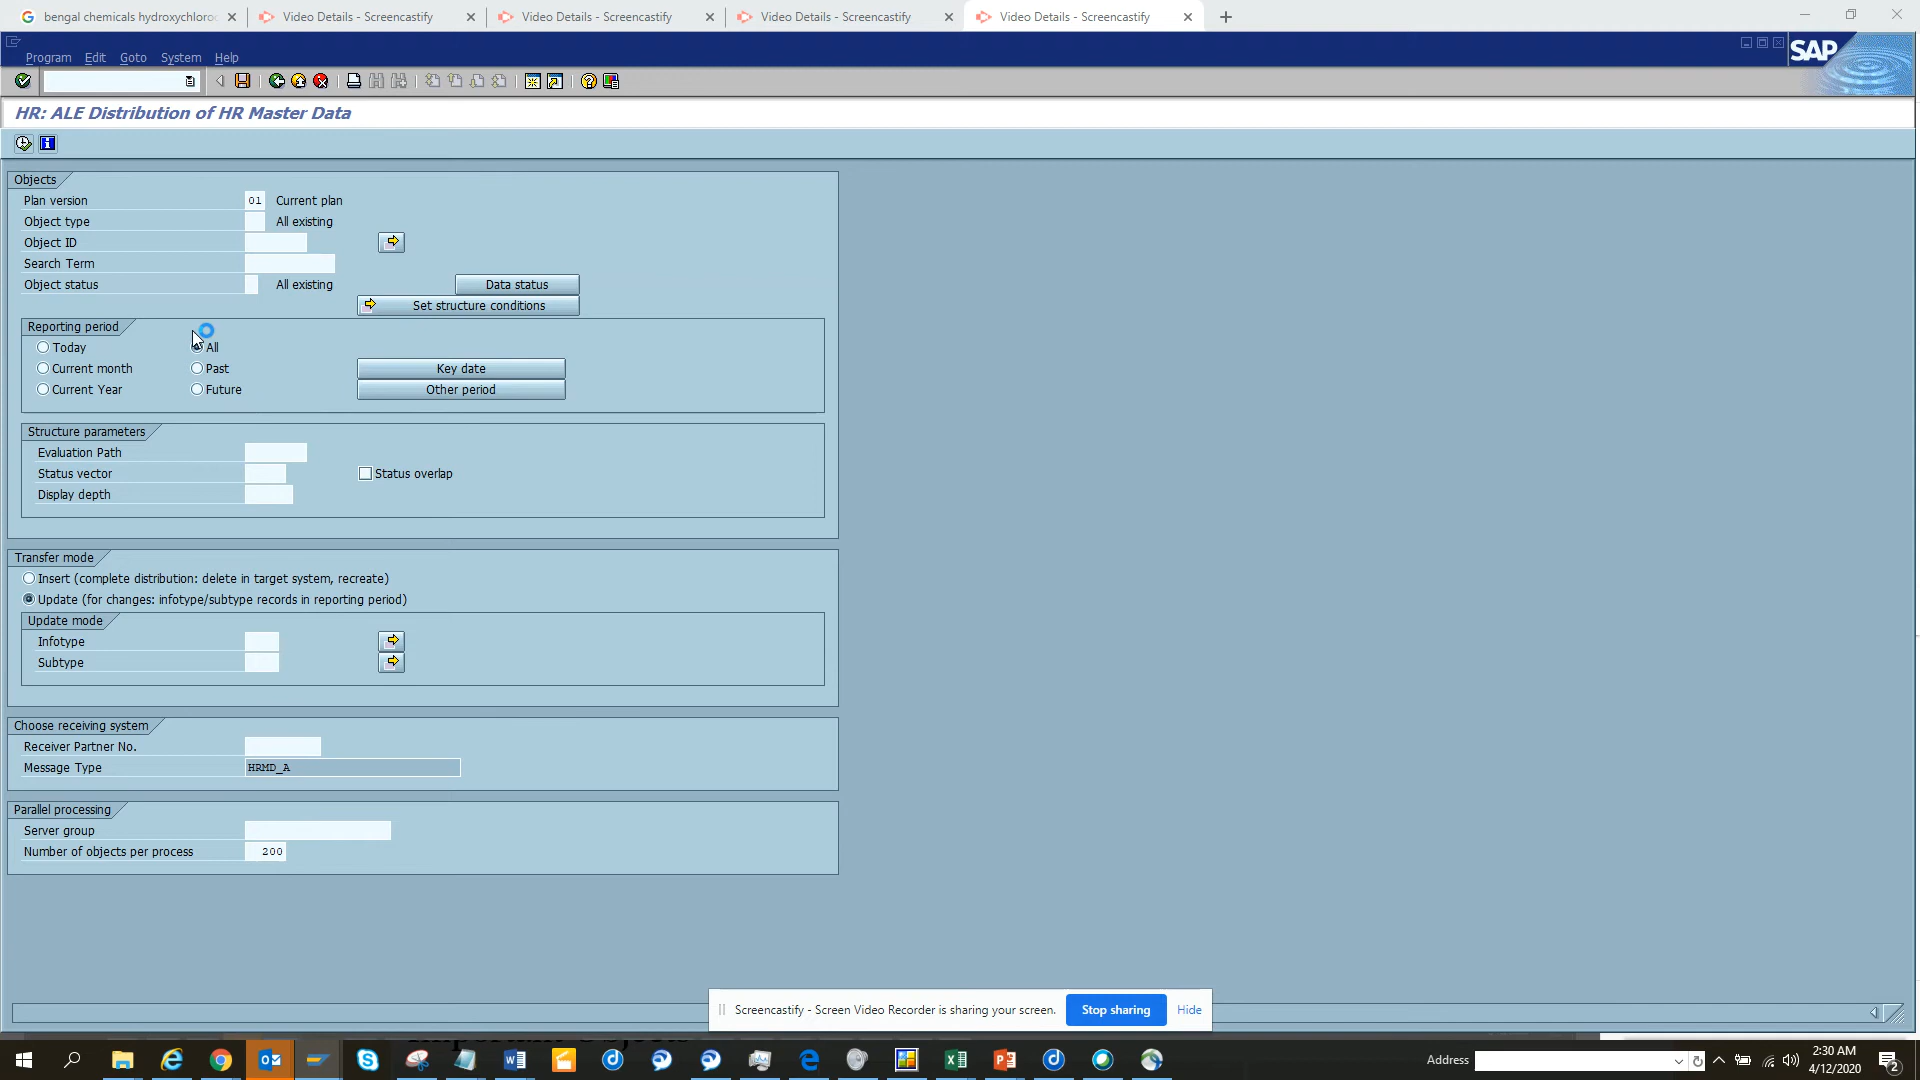 bengal chemicals hydroxychloroc
Video Details - Screencastify
Video Details - Screencastify
Video Details - Screencastify
Video Details - Screencastify
Program Edit Goto System Help
SAP
HR: ALE Distribution of HR Master Data
Objects
Plan version 01 Current plan
Object type All existing
Object ID
Search Term
Object status All existing Data status
Set structure conditions
Reporting period
Today All
Current month Past Key date
Current Year Future Other period
Structure parameters
Evaluation Path
Status vector Status overlap
Display depth
Transfer mode
Insert (complete distribution: delete in target system, recreate)
Update (for changes: infotype/subtype records in reporting period)
Update mode
Infotype
Subtype
Choose receiving system
Receiver Partner No.
Message Type HRMD_A
Parallel processing
Server group
Number of objects per process 200
Screencastify - Screen Video Recorder is sharing your screen. Stop sharing Hide
Address
2:30 AM
4/12/2020
2